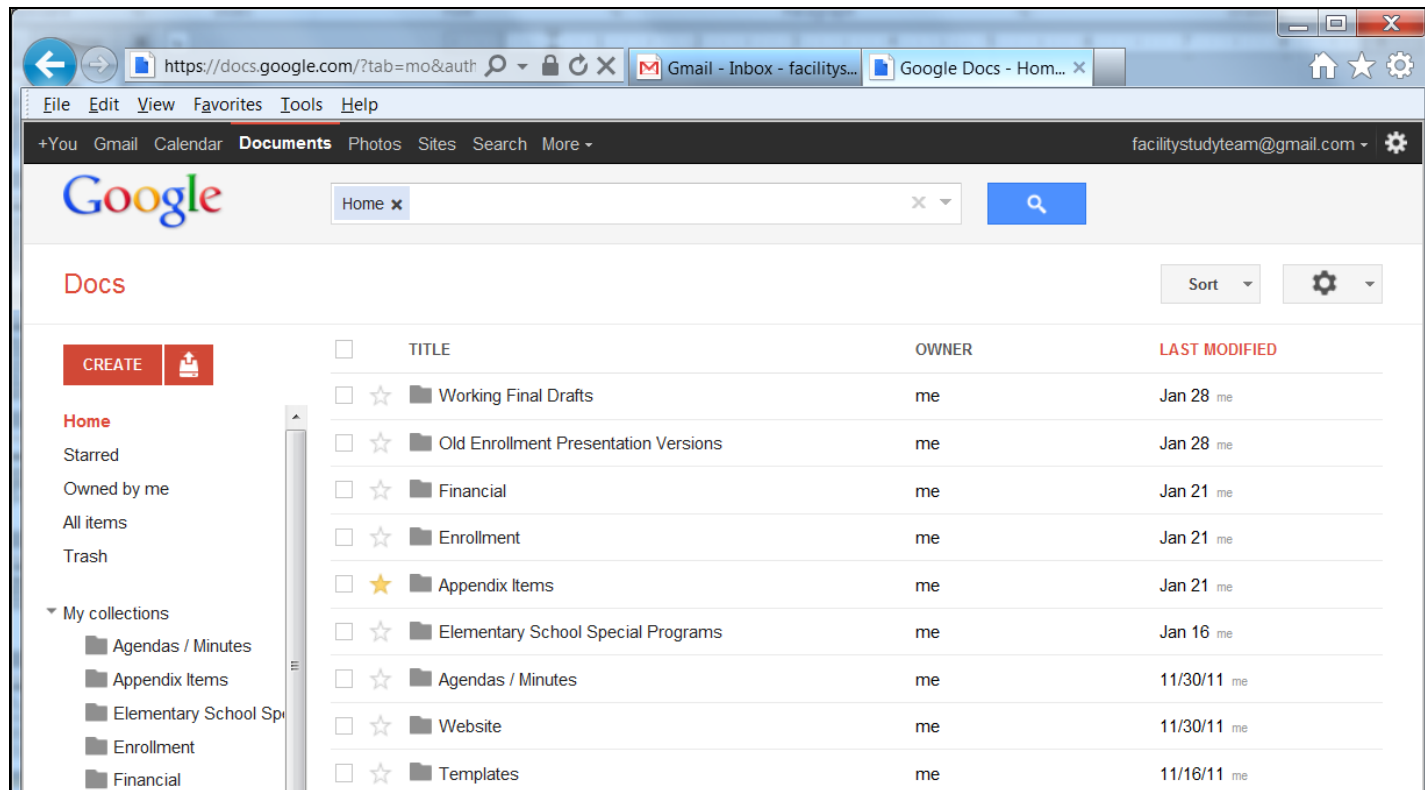 https://docs.google.com/?tab=mo&auth
Gmail - Inbox - facilitys...
Google Docs - Hom...
File Edit View Favorites Tools Help
+You Gmail Calendar Documents Photos Sites Search More
facilitystudyteam@gmail.com
Google
Home
Docs
Sort
CREATE
TITLE OWNER LAST MODIFIED
Home
Starred
Owned by me
All items
Trash
My collections
Agendas / Minutes
Appendix Items
Elementary School Spe
Enrollment
Financial
Working Final Drafts me Jan 28 me
Old Enrollment Presentation Versions me Jan 28 me
Financial me Jan 21 me
Enrollment me Jan 21 me
Appendix Items me Jan 21 me
Elementary School Special Programs me Jan 16 me
Agendas / Minutes me 11/30/11 me
Website me 11/30/11 me
Templates me 11/16/11 me